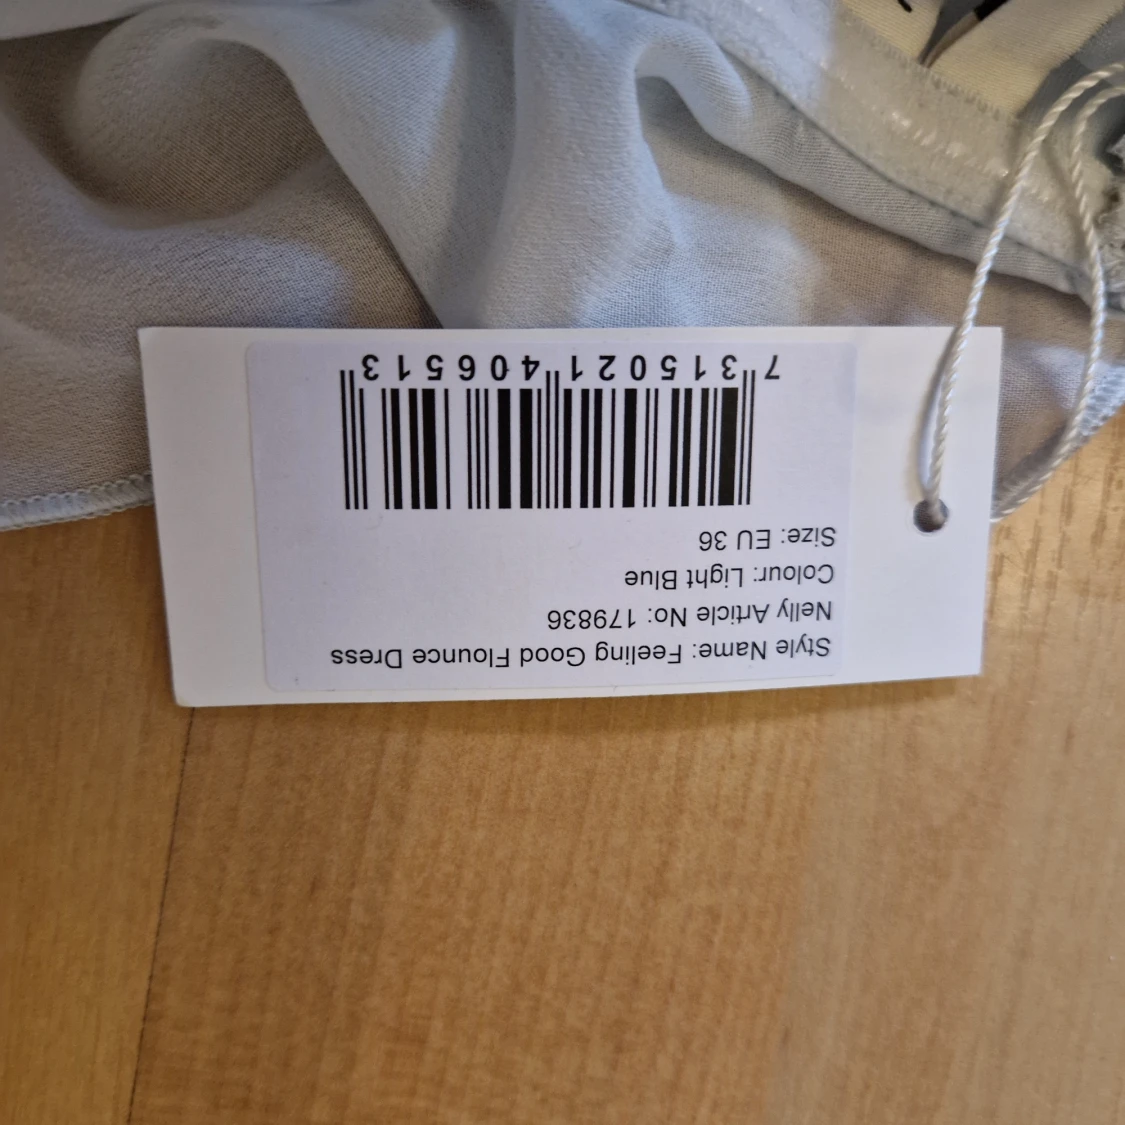 Style Name: Feeling Good Flounce Dress
Nelly Article No: 179836
Colour: Light Blue
Size: EU 36
7 315021 406513